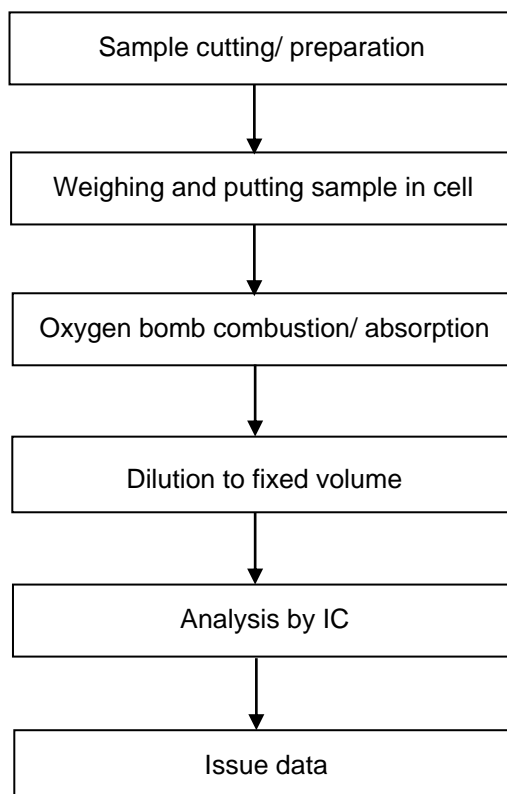 Sample cutting/ preparation
Weighing and putting sample in cell
Oxygen bomb combustion/ absorption
Dilution to fixed volume
Analysis by IC
Issue data